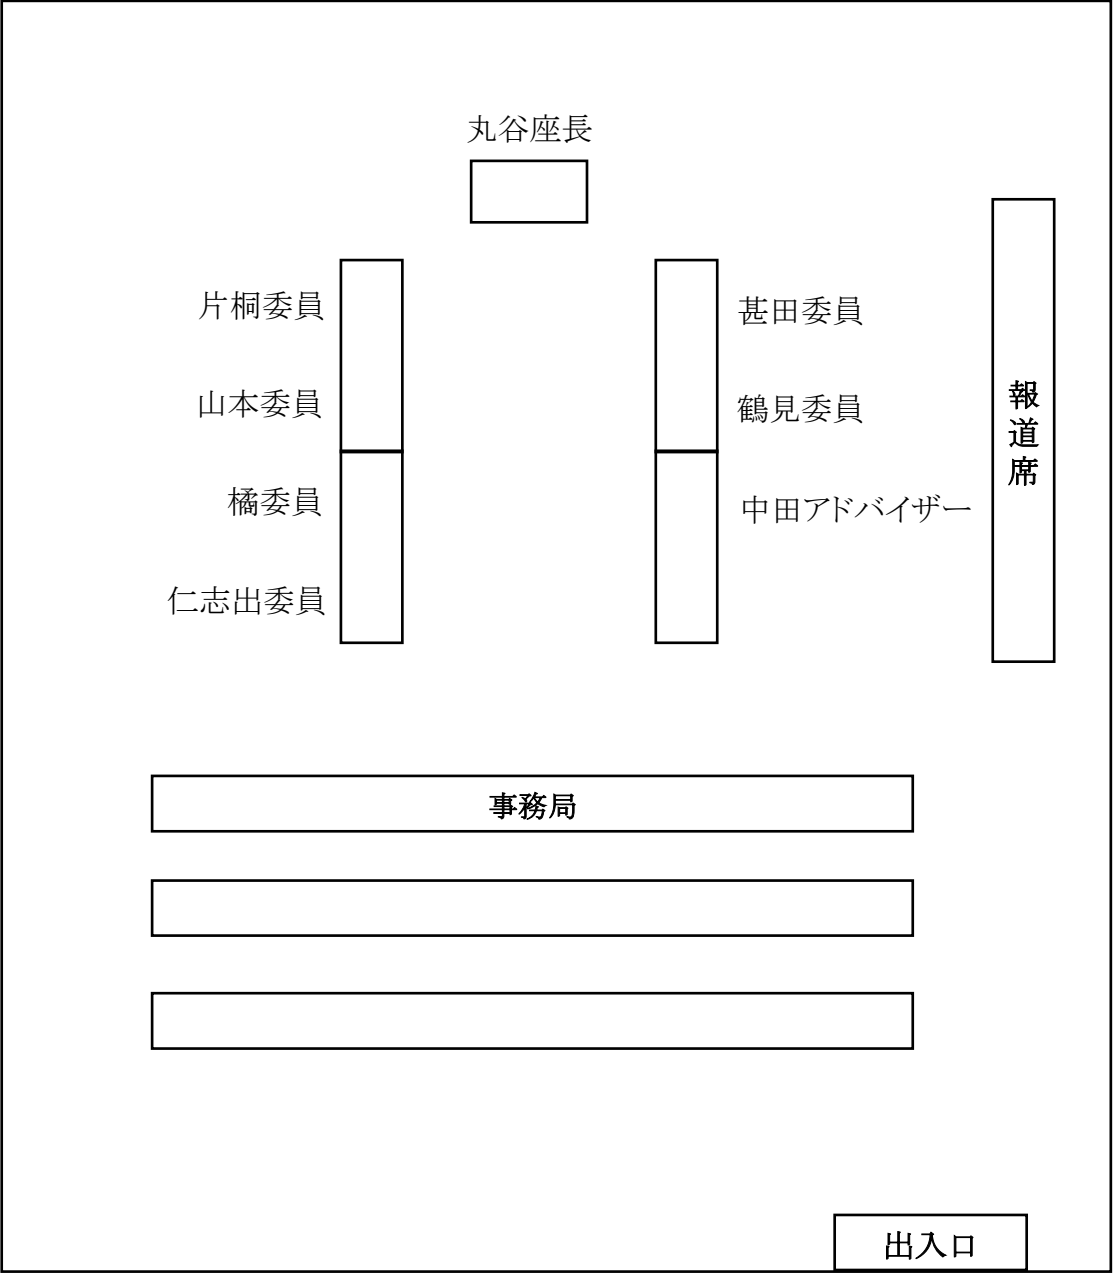 丸谷座長
片桐委員
山本委員
橘委員
仁志出委員
甚田委員
鶴見委員
中田アドバイザー
報道席
事務局
出入口